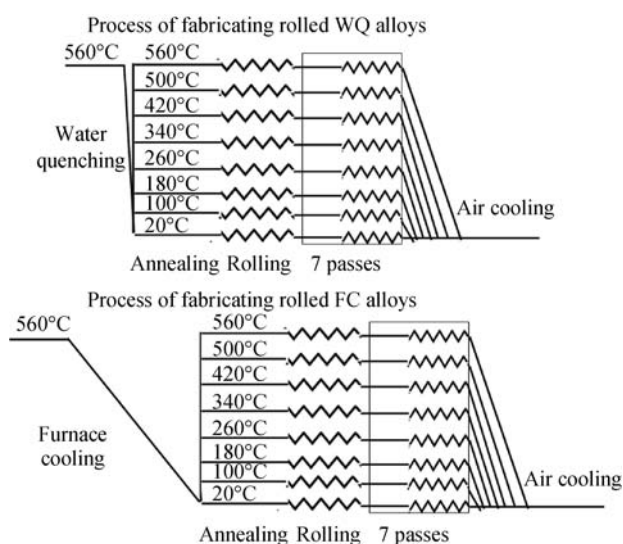 Process of fabricating rolled WQ alloys
560°C
560°C
500°C
420°C
340°C
260°C
180°C
100°C
20°C
Water
quenching
Air cooling
Annealing Rolling 7 passes
Process of fabricating rolled FC alloys
560°C
560°C
500°C
420°C
340°C
260°C
180°C
100°C
20°C
Furnace
cooling
Air cooling
Annealing Rolling 7 passes